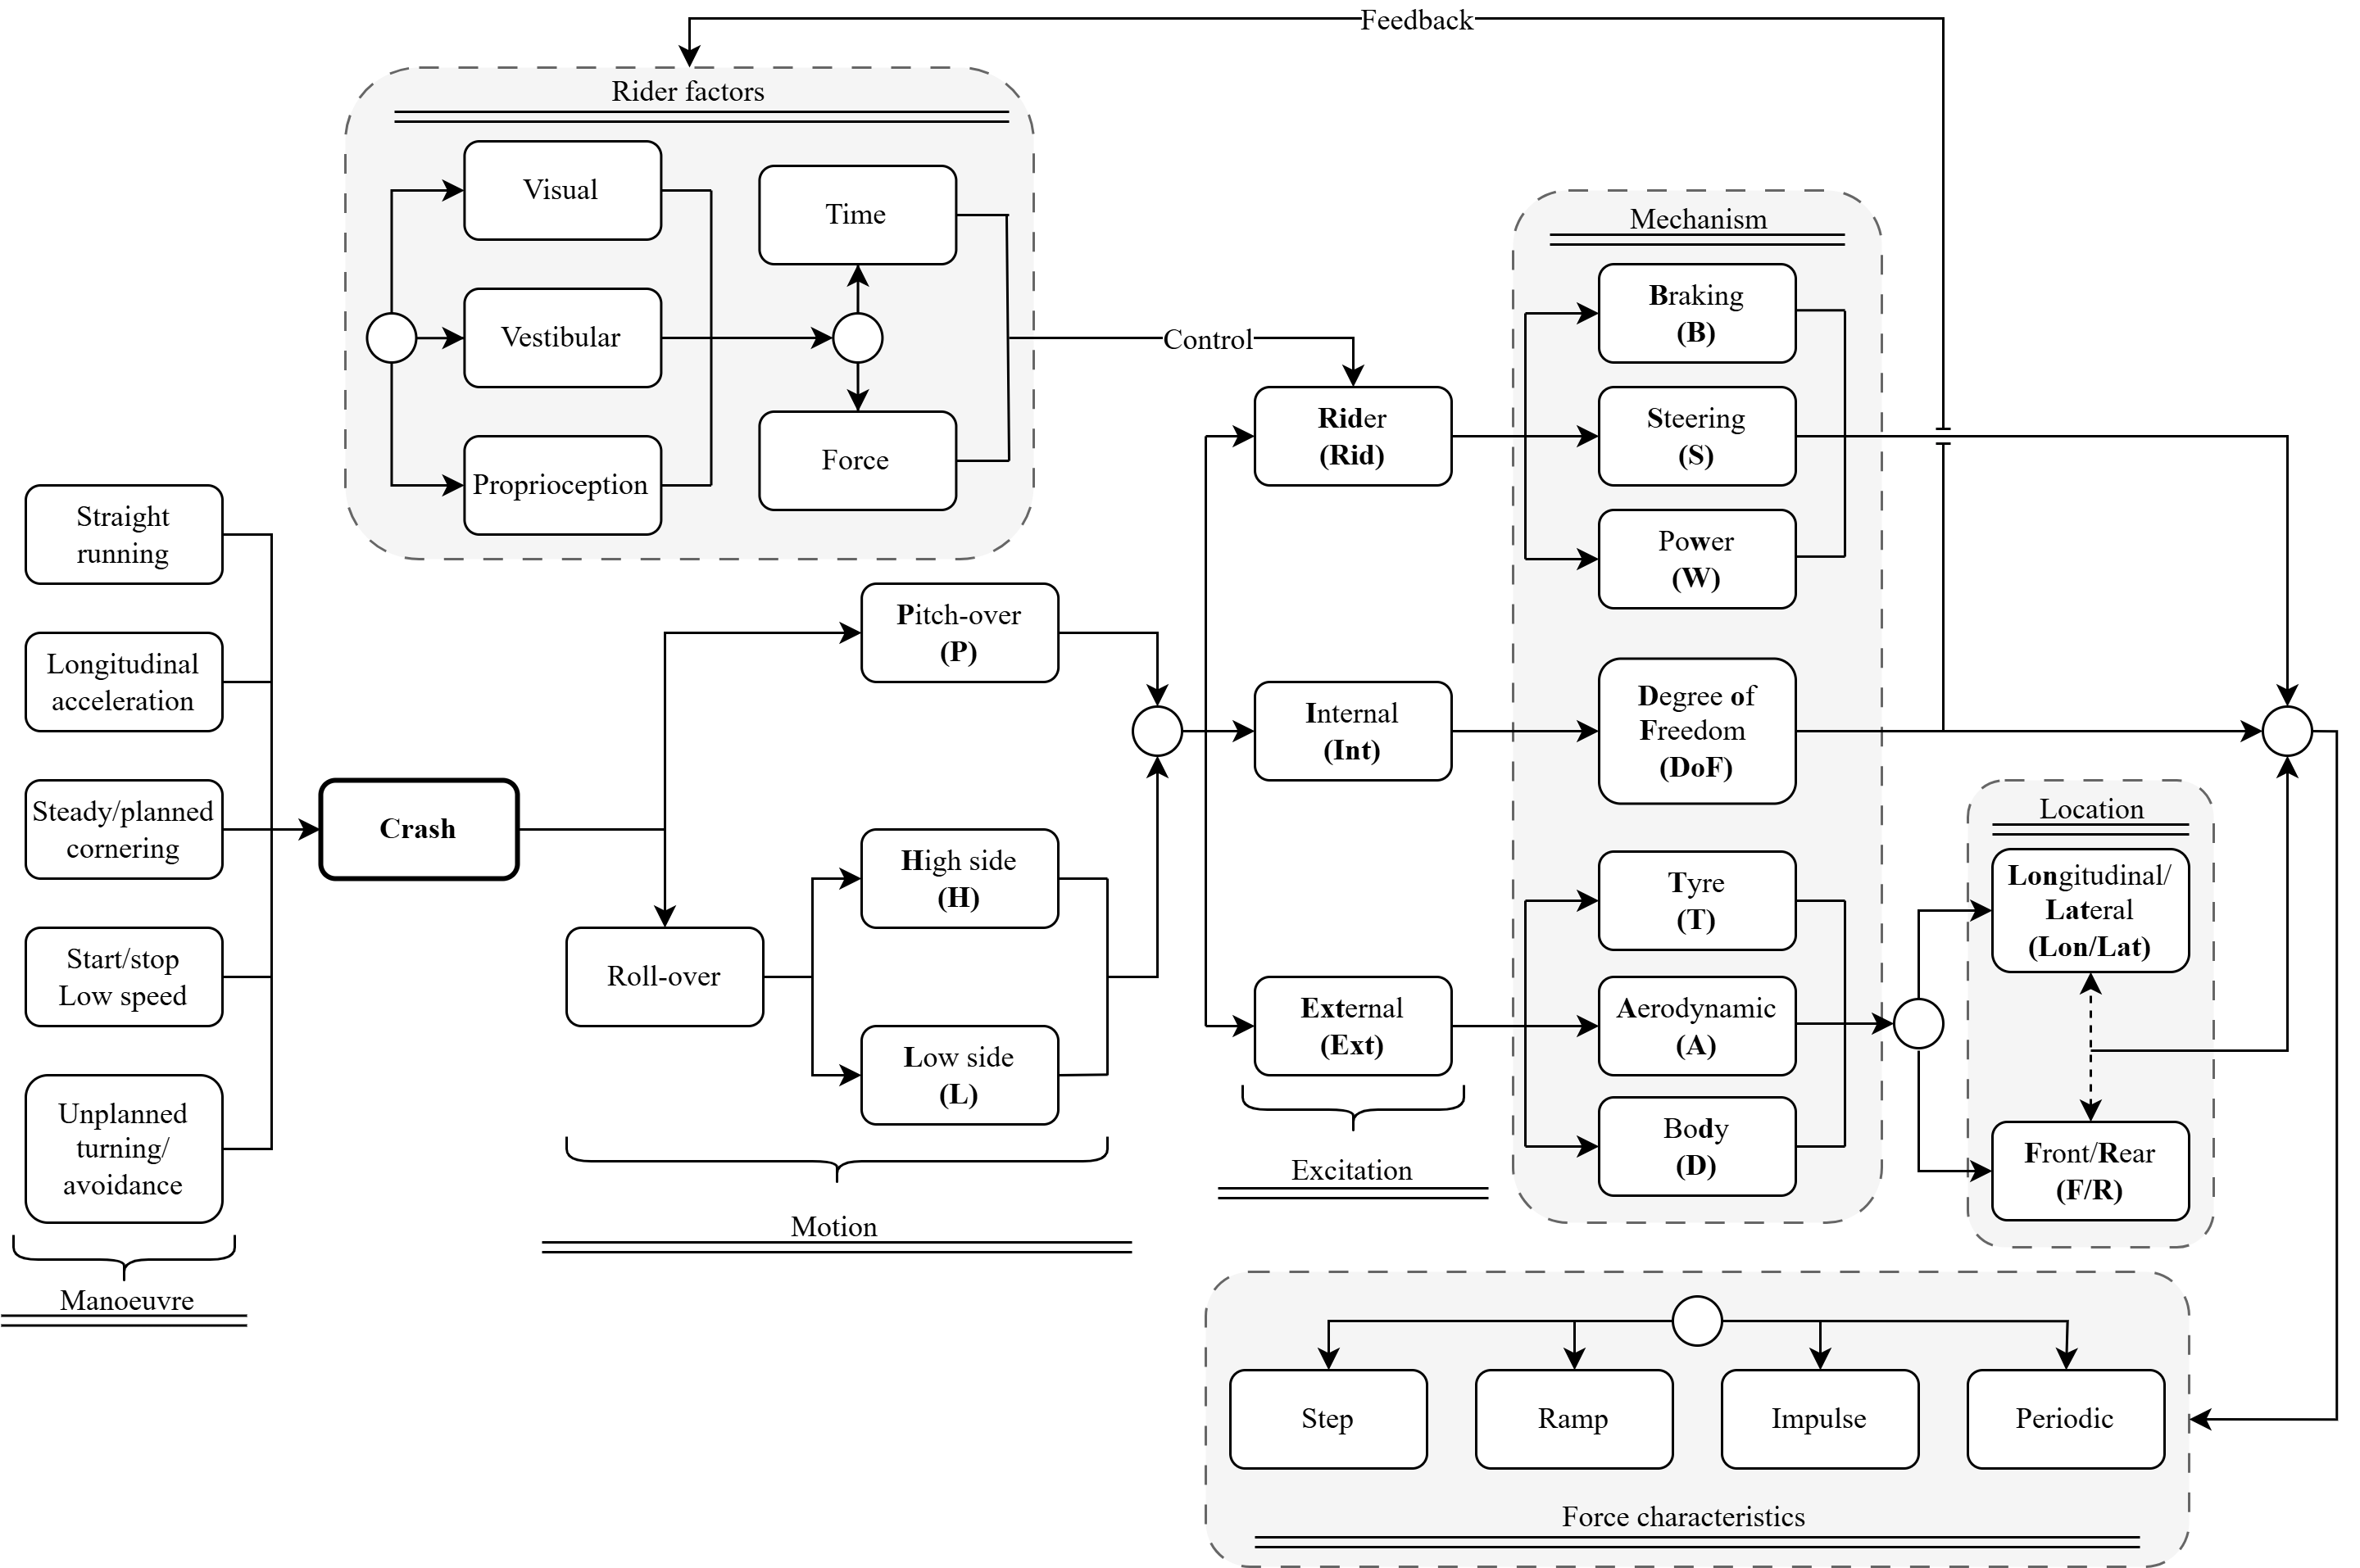 Feedback
Rider factors
Visual
Vestibular
Proprioception
Time
Force
Control
Straight
running
Longitudinal
acceleration
Steady/planned
cornering
Start/stop
Low speed
Unplanned
turning/
avoidance
Manoeuvre
Crash
Pitch-over
(P)
Roll-over
High side
(H)
Low side
(L)
Motion
Rider
(Rid)
Internal
(Int)
External
(Ext)
Excitation
Mechanism
Braking
(B)
Steering
(S)
Power
(W)
Degree of
Freedom
(DoF)
Tyre
(T)
Aerodynamic
(A)
Body
(D)
Location
Longitudinal/
Lateral
(Lon/Lat)
Front/Rear
(F/R)
Step
Ramp
Impulse
Periodic
Force characteristics